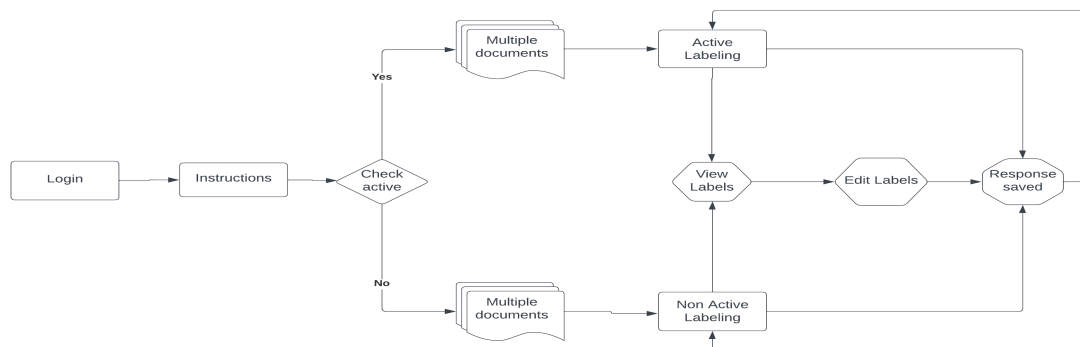 Multiple
documents
Active
Labeling
Yes
Login
Instructions
Check
active
View
Labels
Edit Labels
Response
saved
No
Multiple
documents
Non Active
Labeling